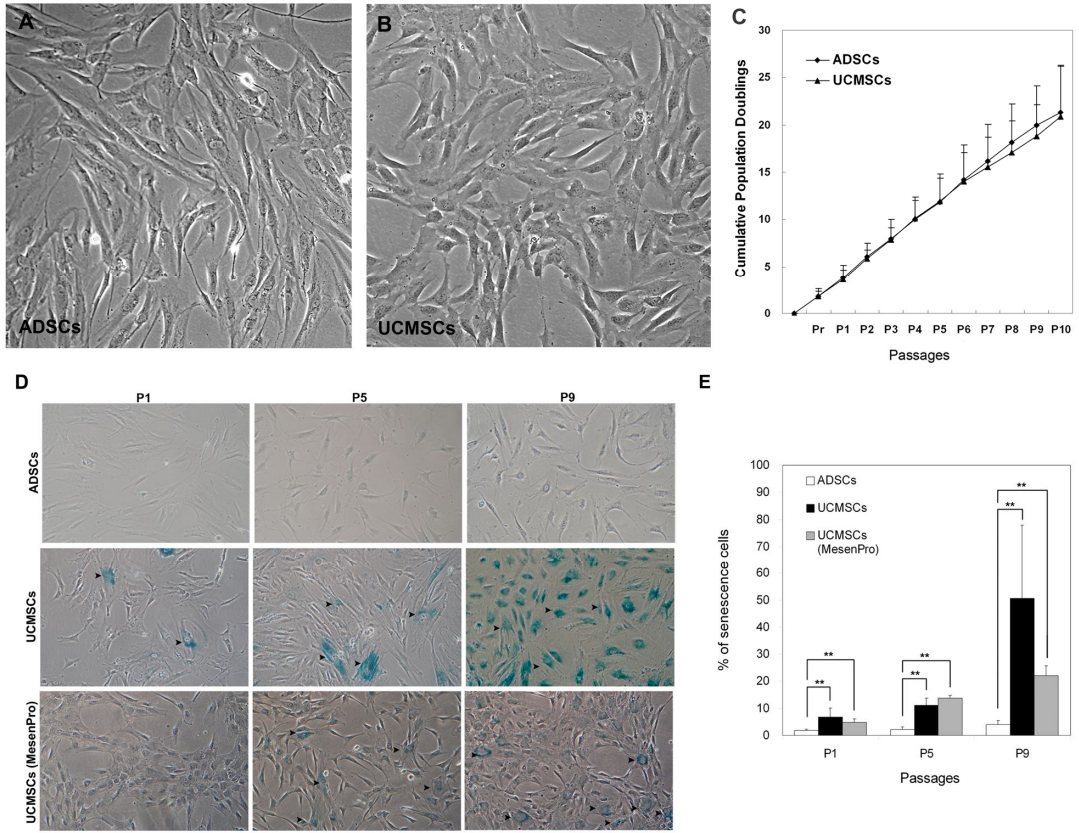 A
ADSCs
B
UCMSCs
C
30
25
20
15
10
5
0
Cumulative Population Doublings
ADSCs
UCMSCs
Pr P1 P2 P3 P4 P5 P6 P7 P8 P9 P10
Passages
D
P1 P5 P9
ADSCs
UCMSCs
UCMSCs (MesenPro)
E
100
90
80
70
60
50
40
30
20
10
0
% of senescence cells
ADSCs
UCMSCs
UCMSCs
(MesenPro)
**
**
**
**
**
**
P1 P5 P9
Passages